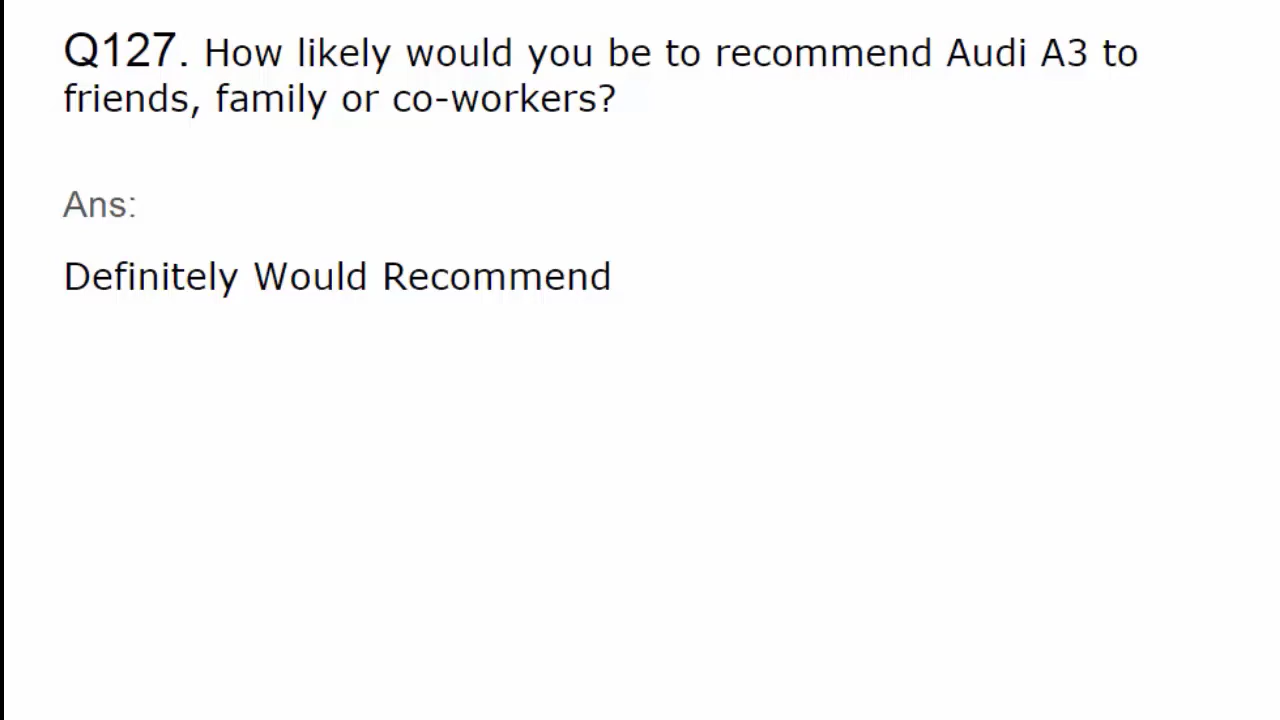 Q127. How likely would you be to recommend Audi A3 to
friends, family or co-workers?
Ans:
Definitely Would Recommend